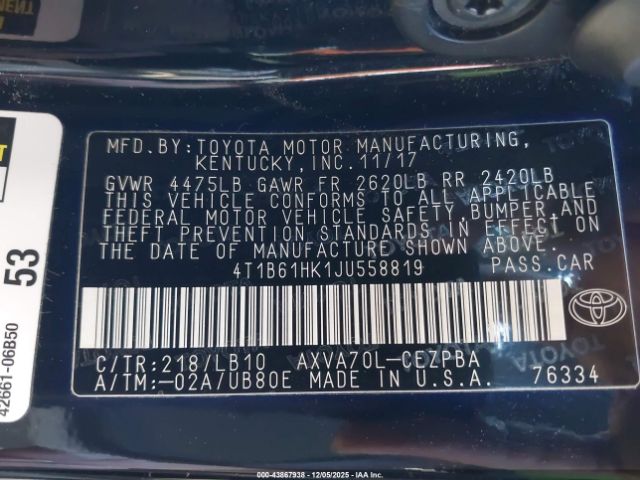 MFD.BY:TOYOTA MOTOR MANUFACTURING,
KENTUCKY,INC.11/17
GVWR 4475LB GAWR FR 2620LB RR 2420LB
THIS VEHICLE CONFORMS TO ALL APPLICABLE
FEDERAL MOTOR VEHICLE SAFETY,BUMPER,AND
THEFT PREVENTION STANDARDS IN EFFECT ON
THE DATE OF MANUFACTURE SHOWN ABOVE.
4T1B61HK1JU558819 PASS.CAR
C/TR:218/LB10 AXVA70L-CEZPBA
A/TM:-02A/UB80E MADE IN U.S.A. 76334
53
42661-06B50
© 000-43867938 - 12/05/2025 - IAA, LLC.